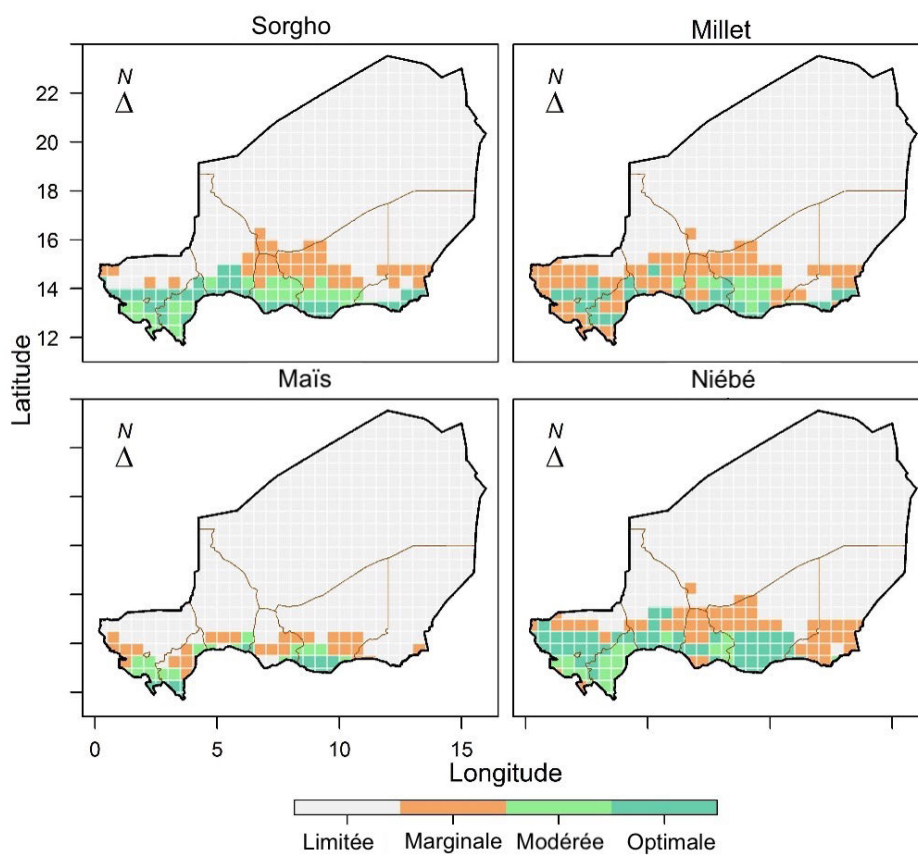 Sorgho
Millet
N
Δ
N
Δ
22
20
18
16
14
12
Maïs
Niébé
N
Δ
N
Δ
Latitude
0
5
10
15
Longitude
Limitée
Marginale
Modérée
Optimale